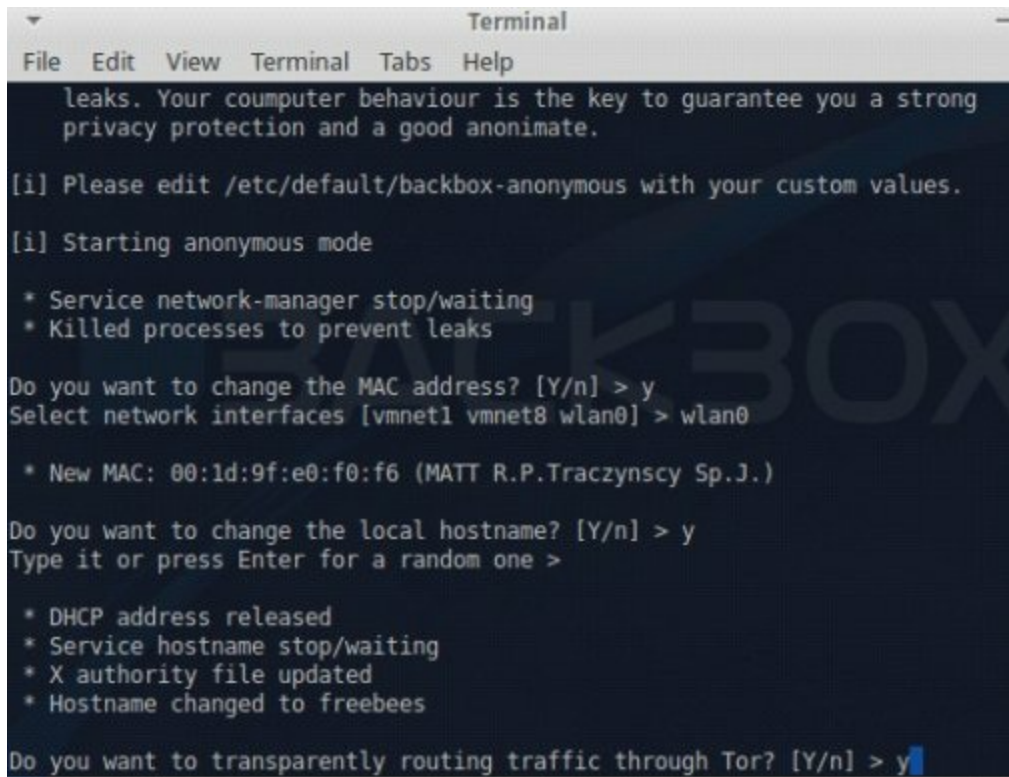 Terminal
File Edit View Terminal Tabs Help
leaks. Your coumputer behaviour is the key to guarantee you a strong
privacy protection and a good anonimate.
[i] Please edit /etc/default/backbox-anonymous with your custom values.
[i] Starting anonymous mode
* Service network-manager stop/waiting
* Killed processes to prevent leaks
Do you want to change the MAC address? [Y/n] > y
Select network interfaces [vmnet1 vmnet8 wlan0] > wlan0
* New MAC: 00:1d:9f:e0:f0:f6 (MATT R.P.Traczynscy Sp.J.)
Do you want to change the local hostname? [Y/n] > y
Type it or press Enter for a random one >
* DHCP address released
* Service hostname stop/waiting
* X authority file updated
* Hostname changed to freebees
Do you want to transparently routing traffic through Tor? [Y/n] > y
BACKBOX